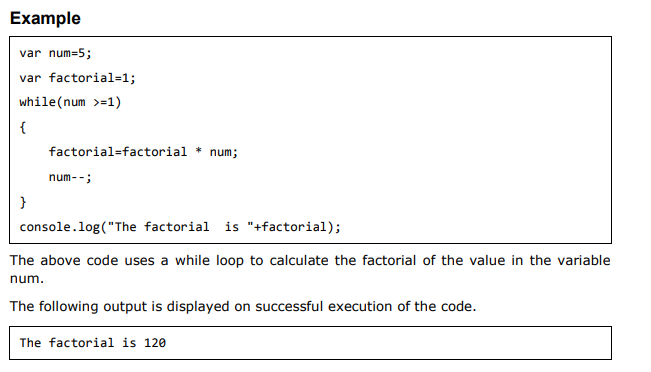 Example
var num=5;
var factorial=1;
while(num >=1)
{
    factorial=factorial * num;
    num--;
}
console.log("The factorial  is "+factorial);
The above code uses a while loop to calculate the factorial of the value in the variable
num.
The following output is displayed on successful execution of the code.
The factorial is 120